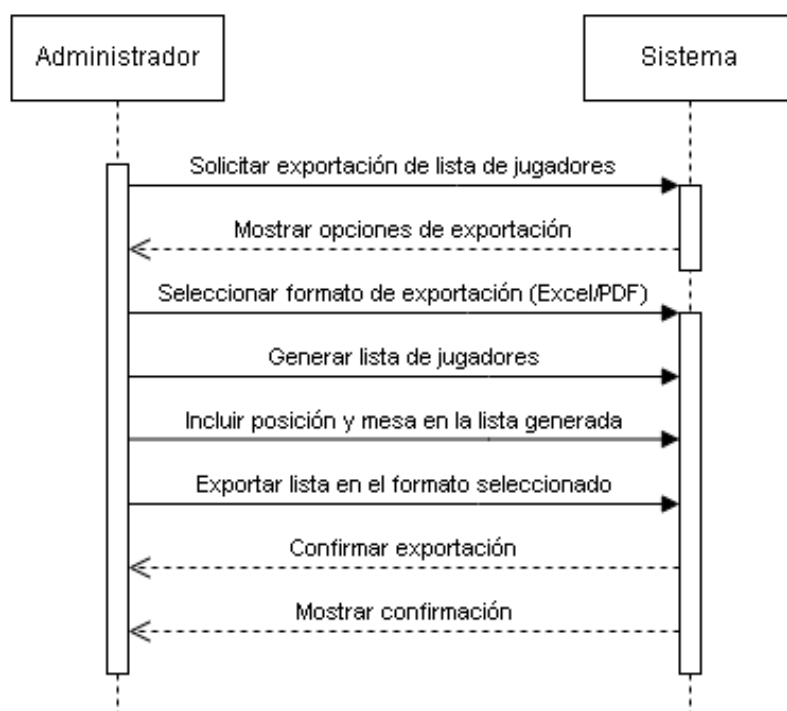 Administrador
Sistema
Solicitar exportación de lista de jugadores
Mostrar opciones de exportación
Seleccionar formato de exportación (Excel/PDF)
Generar lista de jugadores
Incluir posición y mesa en la lista generada
Exportar lista en el formato seleccionado
Confirmar exportación
Mostrar confirmación